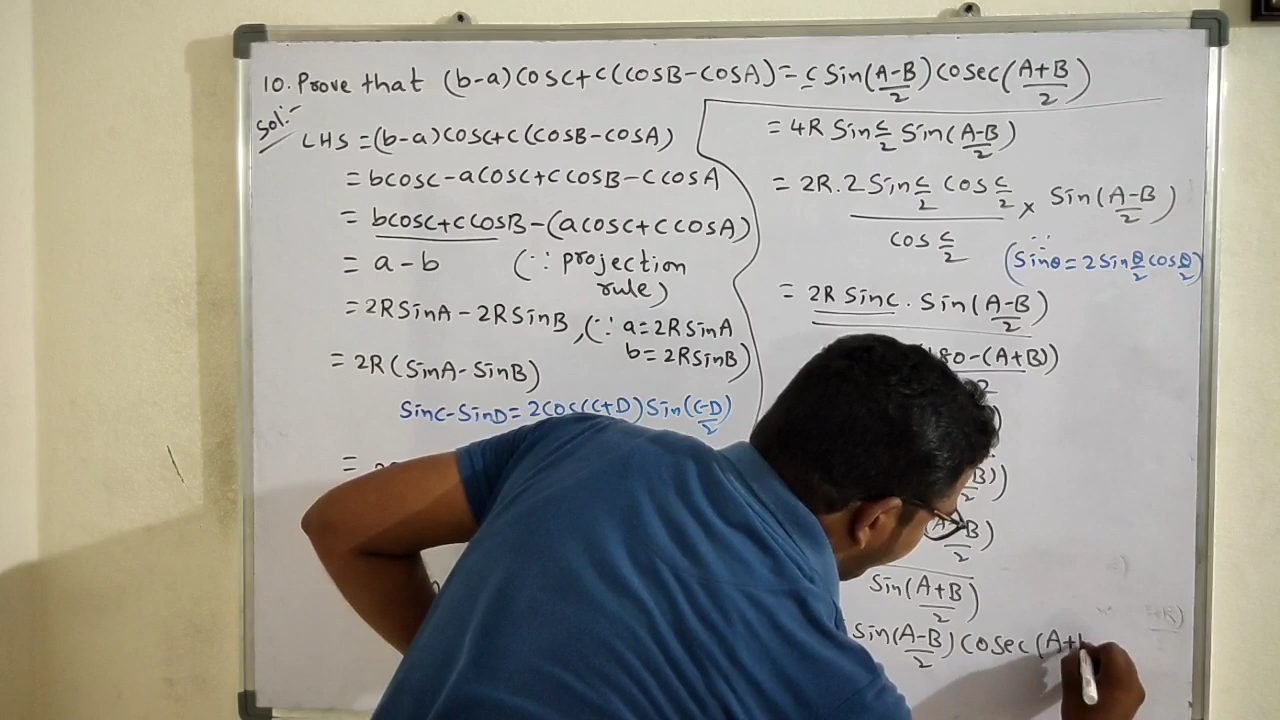 10. Prove that (b-a)cosc+c(cosB-cosA)= c Sin(A-B/2)cosec(A+B/2)
Sol:-
LHS =(b-a)cosc+c(cosB-cosA)
= bcosc-acosc+ccosB-ccosA
= bcosc+ccosB-(acosc+ccosA)
= a-b (∵ projection
rule)
=2RSinA-2RSinB, (∵ a=2RSinA
b=2RSinB)
= 2R(SinA-SinB)
SinC-SinD=2cos(C+D)Sin(C-D/2)
=
= 4R Sin c/2 Sin(A-B/2)
= 2R.2 Sin c/2 cos c/2 / cos c/2 × Sin(A-B/2)
(∵ Sinθ=2Sin θ/2 cos θ/2)
= 2R Sinc . Sin(A-B/2)
180-(A+B))
2
B/2))
B/2)
Sin(A+B/2)
Sin(A-B/2)cosec(A+